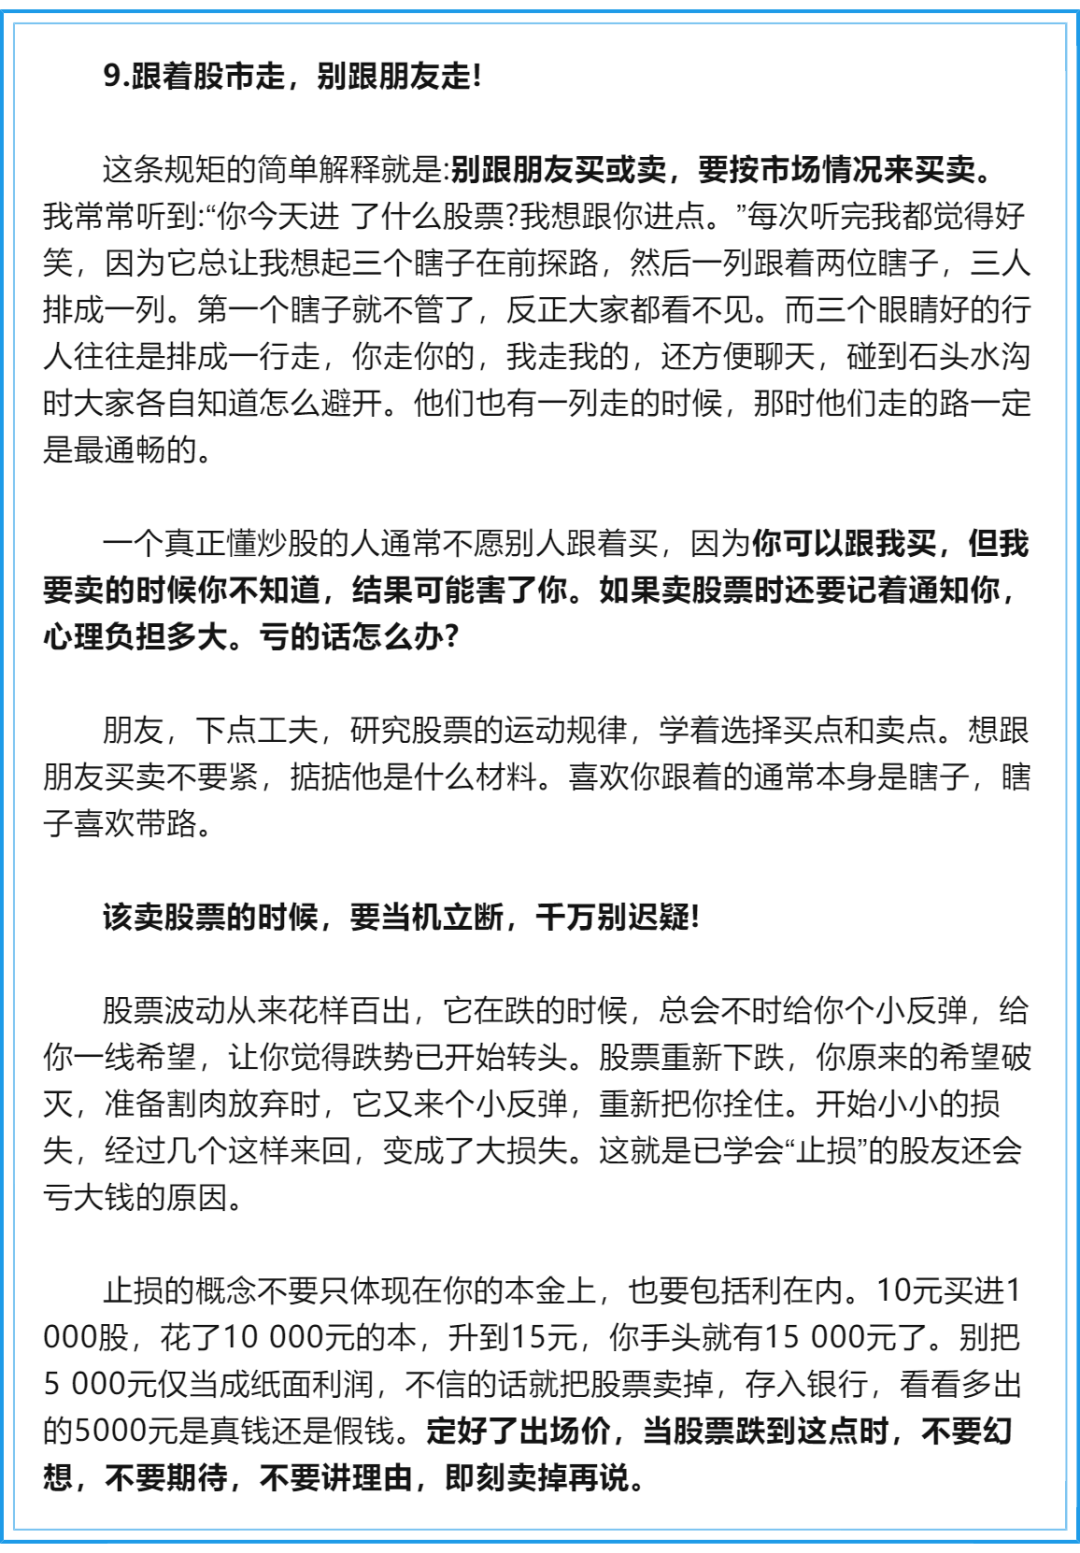 9.跟着股市走，别跟朋友走!
这条规矩的简单解释就是:别跟朋友买或卖，要按市场情况来买卖。
我常常听到:“你今天进 了什么股票?我想跟你进点。”每次听完我都觉得好
笑，因为它总让我想起三个瞎子在前探路，然后一列跟着两位瞎子，三人
排成一列。第一个瞎子就不管了，反正大家都看不见。而三个眼睛好的行
人往往是排成一行走，你走你的，我走我的，还方便聊天，碰到石头水沟
时大家各自知道怎么避开。他们也有一列走的时候，那时他们走的路一定
是最通畅的。
一个真正懂炒股的人通常不愿别人跟着买，因为你可以跟我买，但我
要卖的时候你不知道，结果可能害了你。如果卖股票时还要记着通知你，
心理负担多大。亏的话怎么办?
朋友，下点工夫，研究股票的运动规律，学着选择买点和卖点。想跟
朋友买卖不要紧，掂掂他是什么材料。喜欢你跟着的通常本身是瞎子，瞎
子喜欢带路。
该卖股票的时候，要当机立断，千万别迟疑!
股票波动从来花样百出，它在跌的时候，总会不时给你个小反弹，给
你一线希望，让你觉得跌势已开始转头。股票重新下跌，你原来的希望破
灭，准备割肉放弃时，它又来个小反弹，重新把你拴住。开始小小的损
失，经过几个这样来回，变成了大损失。这就是已学会“止损”的股友还会
亏大钱的原因。
止损的概念不要只体现在你的本金上，也要包括利在内。10元买进1
000股，花了10 000元的本，升到15元，你手头就有15 000元了。别把
5 000元仅当成纸面利润，不信的话就把股票卖掉，存入银行，看看多出
的5000元是真钱还是假钱。定好了出场价，当股票跌到这点时，不要幻
想，不要期待，不要讲理由，即刻卖掉再说。